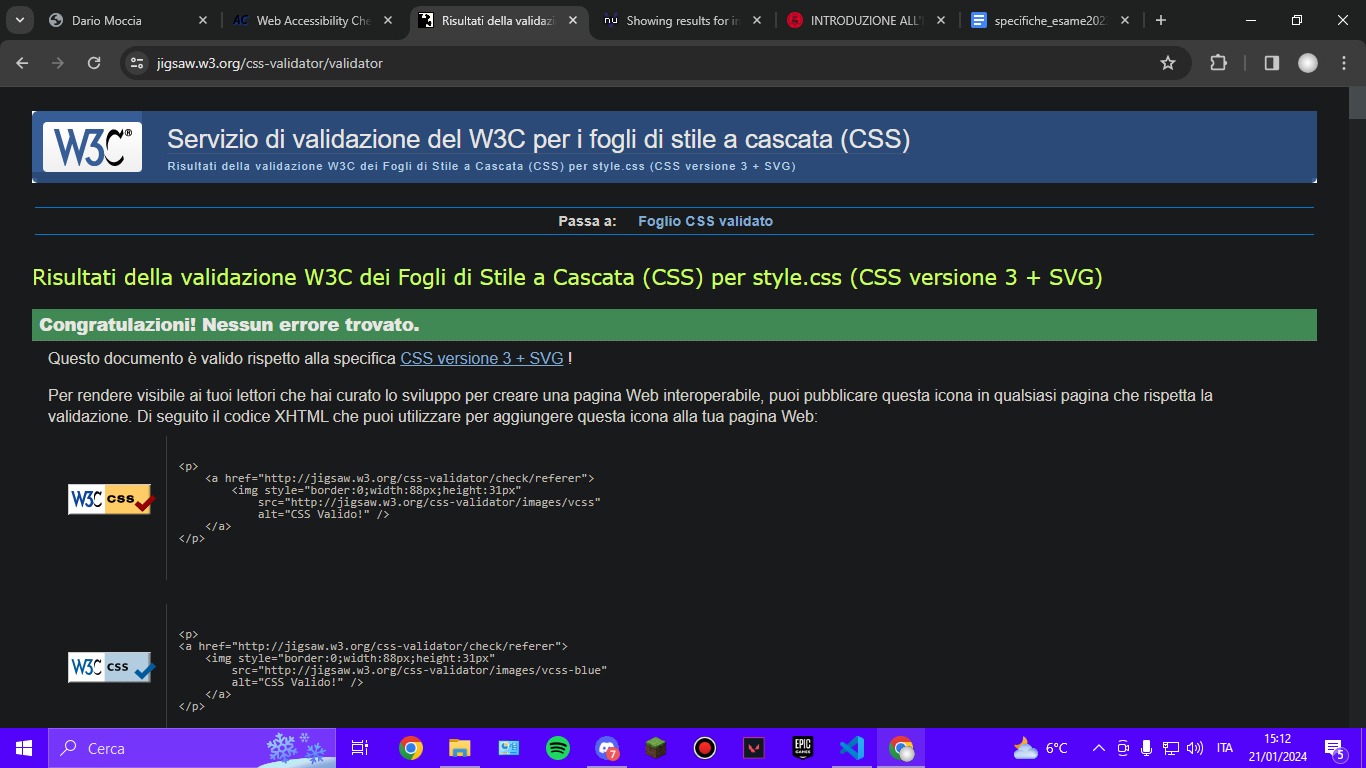 Dario Moccia
AC Web Accessibility Che
Risultati della validazi
nu Showing results for in
INTRODUZIONE ALL'
specifiche_esame202
jigsaw.w3.org/css-validator/validator
W3C®
Servizio di validazione del W3C per i fogli di stile a cascata (CSS)
Risultati della validazione W3C dei Fogli di Stile a Cascata (CSS) per style.css (CSS versione 3 + SVG)
Passa a: Foglio CSS validato
Risultati della validazione W3C dei Fogli di Stile a Cascata (CSS) per style.css (CSS versione 3 + SVG)
Congratulazioni! Nessun errore trovato.
Questo documento è valido rispetto alla specifica CSS versione 3 + SVG !
Per rendere visibile ai tuoi lettori che hai curato lo sviluppo per creare una pagina Web interoperabile, puoi pubblicare questa icona in qualsiasi pagina che rispetta la
validazione. Di seguito il codice XHTML che puoi utilizzare per aggiungere questa icona alla tua pagina Web:
W3C css
<p>
<a href="http://jigsaw.w3.org/css-validator/check/referer">
<img style="border:0;width:88px;height:31px"
src="http://jigsaw.w3.org/css-validator/images/vcss"
alt="CSS Valido!" />
</a>
</p>
W3C css
<p>
<a href="http://jigsaw.w3.org/css-validator/check/referer">
<img style="border:0;width:88px;height:31px"
src="http://jigsaw.w3.org/css-validator/images/vcss-blue"
alt="CSS Valido!" />
</a>
</p>
Cerca
7
EPIC
GAMES
6°C
ITA
15:12
21/01/2024
5